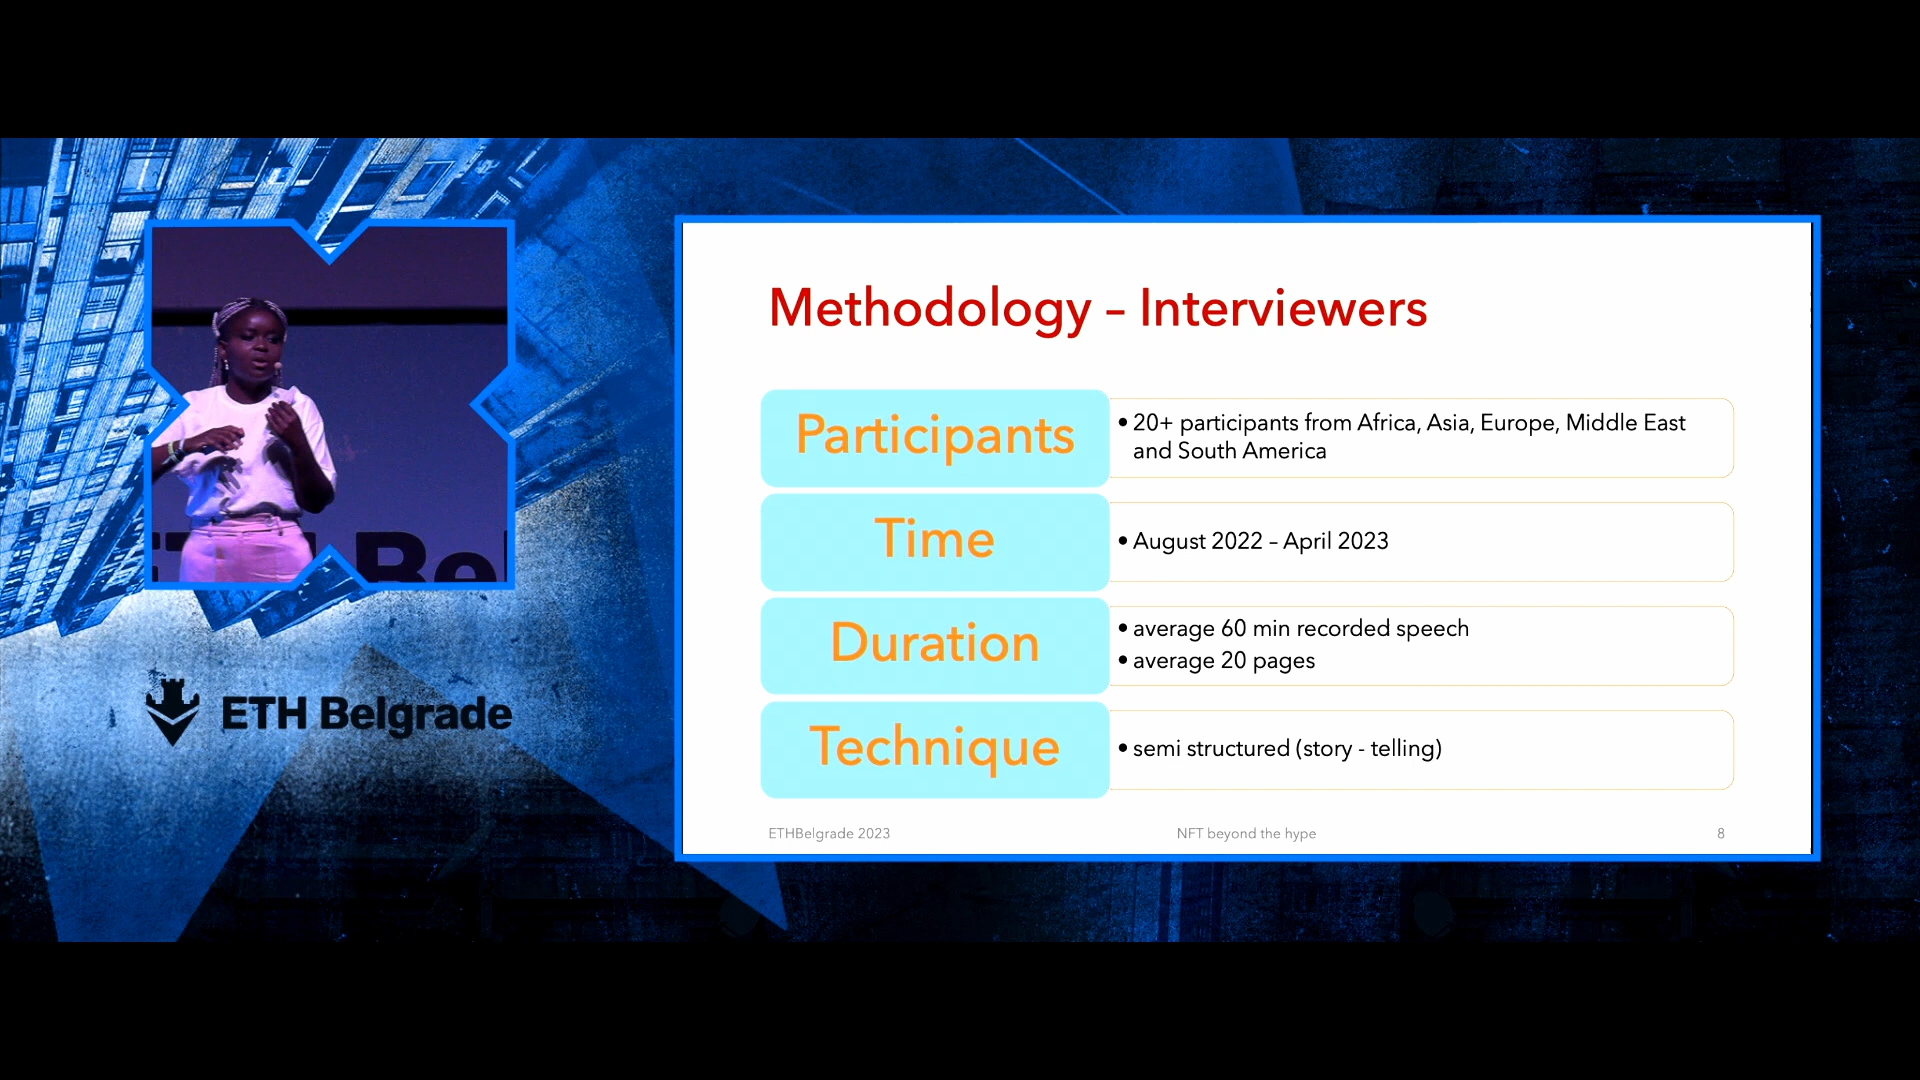 Methodology – Interviewers
Participants
• 20+ participants from Africa, Asia, Europe, Middle East
and South America
Time
• August 2022 – April 2023
Duration
• average 60 min recorded speech
• average 20 pages
Technique
• semi structured (story - telling)
ETHBelgrade 2023
NFT beyond the hype
8
ETH Bel
ETH Belgrade